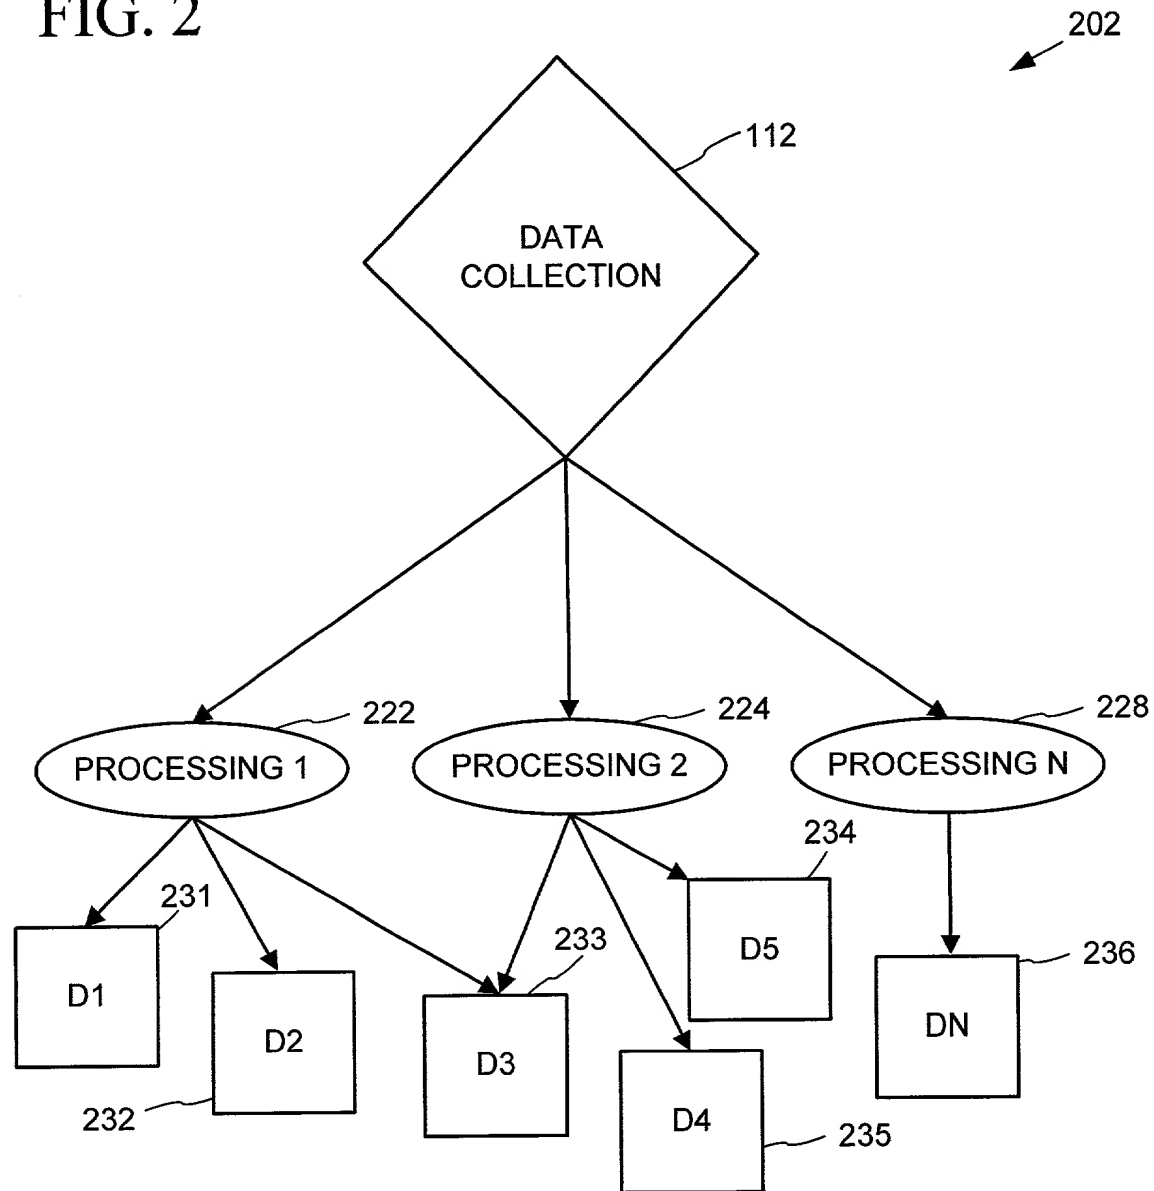 FIG. 2
202
112
DATA
COLLECTION
222
224
228
PROCESSING 1
PROCESSING 2
PROCESSING N
234
231
233
236
D5
D1
DN
D2
D3
232
D4
235